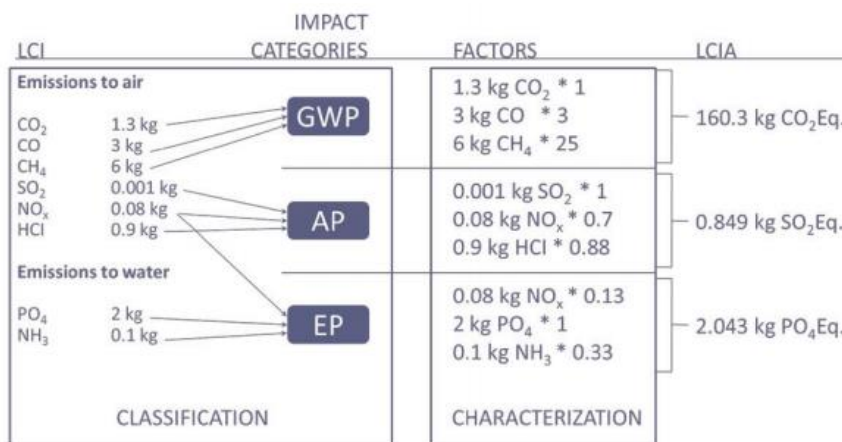 IMPACT
LCI CATEGORIES FACTORS LCIA
Emissions to air
CO₂ 1.3 kg
CO 3 kg
CH₄ 6 kg
SO₂ 0.001 kg
NOₓ 0.08 kg
HCl 0.9 kg
GWP
AP
Emissions to water
PO₄ 2 kg
NH₃ 0.1 kg
EP
CLASSIFICATION
1.3 kg CO₂ * 1
3 kg CO * 3
6 kg CH₄ * 25
0.001 kg SO₂ * 1
0.08 kg NOₓ * 0.7
0.9 kg HCl * 0.88
0.08 kg NOₓ * 0.13
2 kg PO₄ * 1
0.1 kg NH₃ * 0.33
CHARACTERIZATION
160.3 kg CO₂Eq.
0.849 kg SO₂Eq.
2.043 kg PO₄Eq.